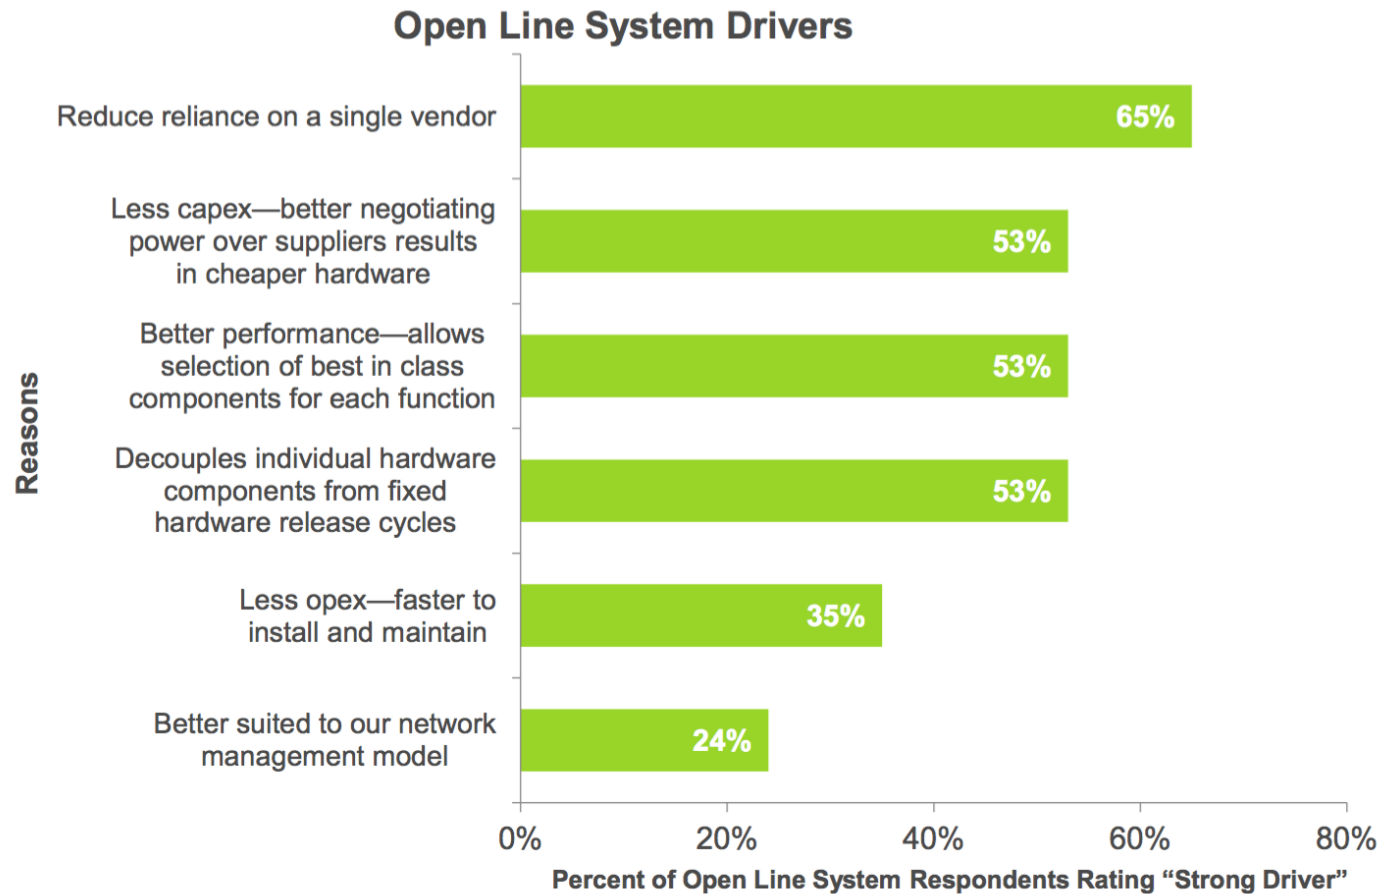 Open Line System Drivers
Reasons
Reduce reliance on a single vendor
65%
Less capex—better negotiating
power over suppliers results
in cheaper hardware
53%
Better performance—allows
selection of best in class
components for each function
53%
Decouples individual hardware
components from fixed
hardware release cycles
53%
Less opex—faster to
install and maintain
35%
Better suited to our network
management model
24%
0% 20% 40% 60% 80%
Percent of Open Line System Respondents Rating “Strong Driver”